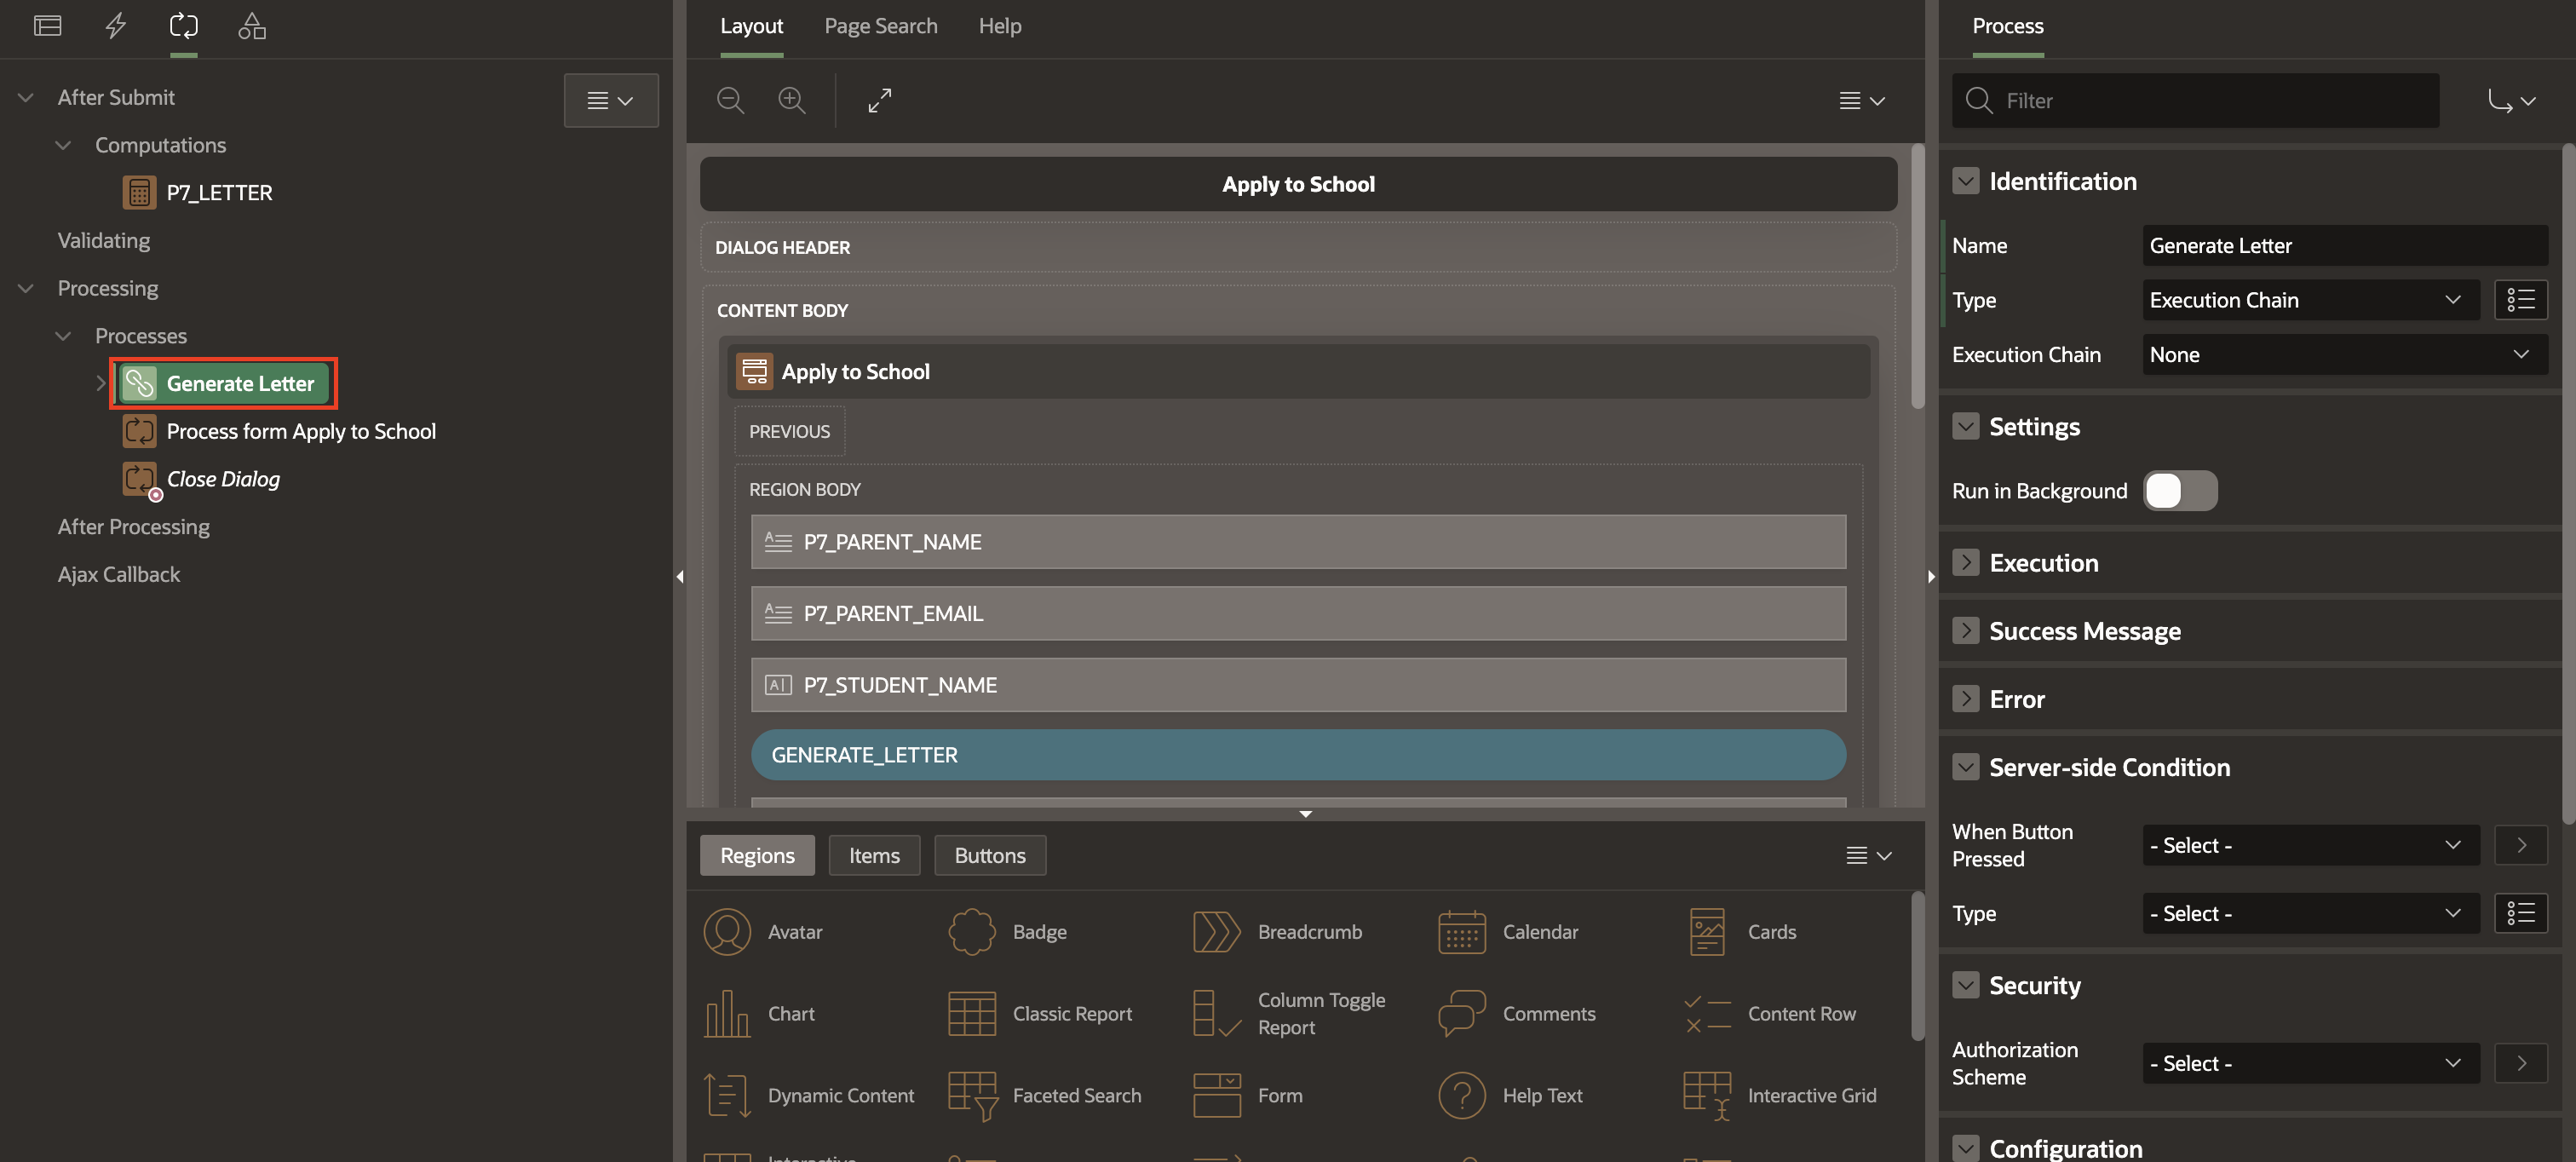 After Submit
Computations
P7_LETTER
Validating
Processing
Processes
Generate Letter
Process form Apply to School
Close Dialog
After Processing
Ajax Callback
Layout
Page Search
Help
Apply to School
DIALOG HEADER
CONTENT BODY
Apply to School
PREVIOUS
REGION BODY
P7_PARENT_NAME
P7_PARENT_EMAIL
P7_STUDENT_NAME
GENERATE_LETTER
Regions
Items
Buttons
Avatar
Badge
Breadcrumb
Calendar
Cards
Chart
Classic Report
Column Toggle
Report
Comments
Content Row
Dynamic Content
Faceted Search
Form
Help Text
Interactive Grid
Process
Filter
Identification
Name
Generate Letter
Type
Execution Chain
Execution Chain
None
Settings
Run in Background
Execution
Success Message
Error
Server-side Condition
When Button
Pressed
- Select -
Type
- Select -
Security
Authorization
Scheme
- Select -
Configuration